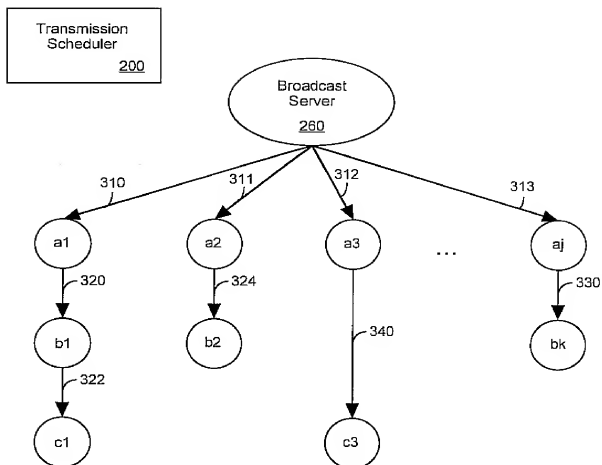 Transmission
Scheduler
200
Broadcast
Server
260
310
311
312
313
a1
a2
a3
...
aj
320
324
330
340
b1
b2
bk
322
c1
c3